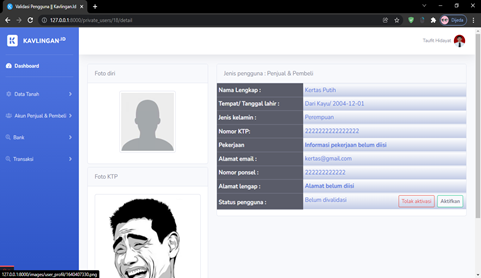 Validasi Pengguna || Kavlingan.Id
127.0.0.1:8000/private_users/18/detail
Djeda
KAVLINGAN.ID
Taufil Hidayat
Dashboard
Data Tanah
Akun Penjual & Pembeli
Bank
Transaksi
Foto diri
Foto KTP
Jenis pengguna : Penjual & Pembeli
Nama Lengkap : Kertas Putih
Tempat/ Tanggal lahir : Dari Kayu/ 2004-12-01
Jenis kelamin : Perompuan
Nomor KTP: 2222222222222222
Pekerjaan Informasi pekerjaan belum diisi
Alamat email : kertas@gmail.com
Nomor ponsel : 222222222222
Alamat langap : Alamat belum diisi
Status pengguna : Belum divalidasi
Tolak aktivasi Aktifkan
127.0.0.1:8000/images/user_profil/1640407330.png